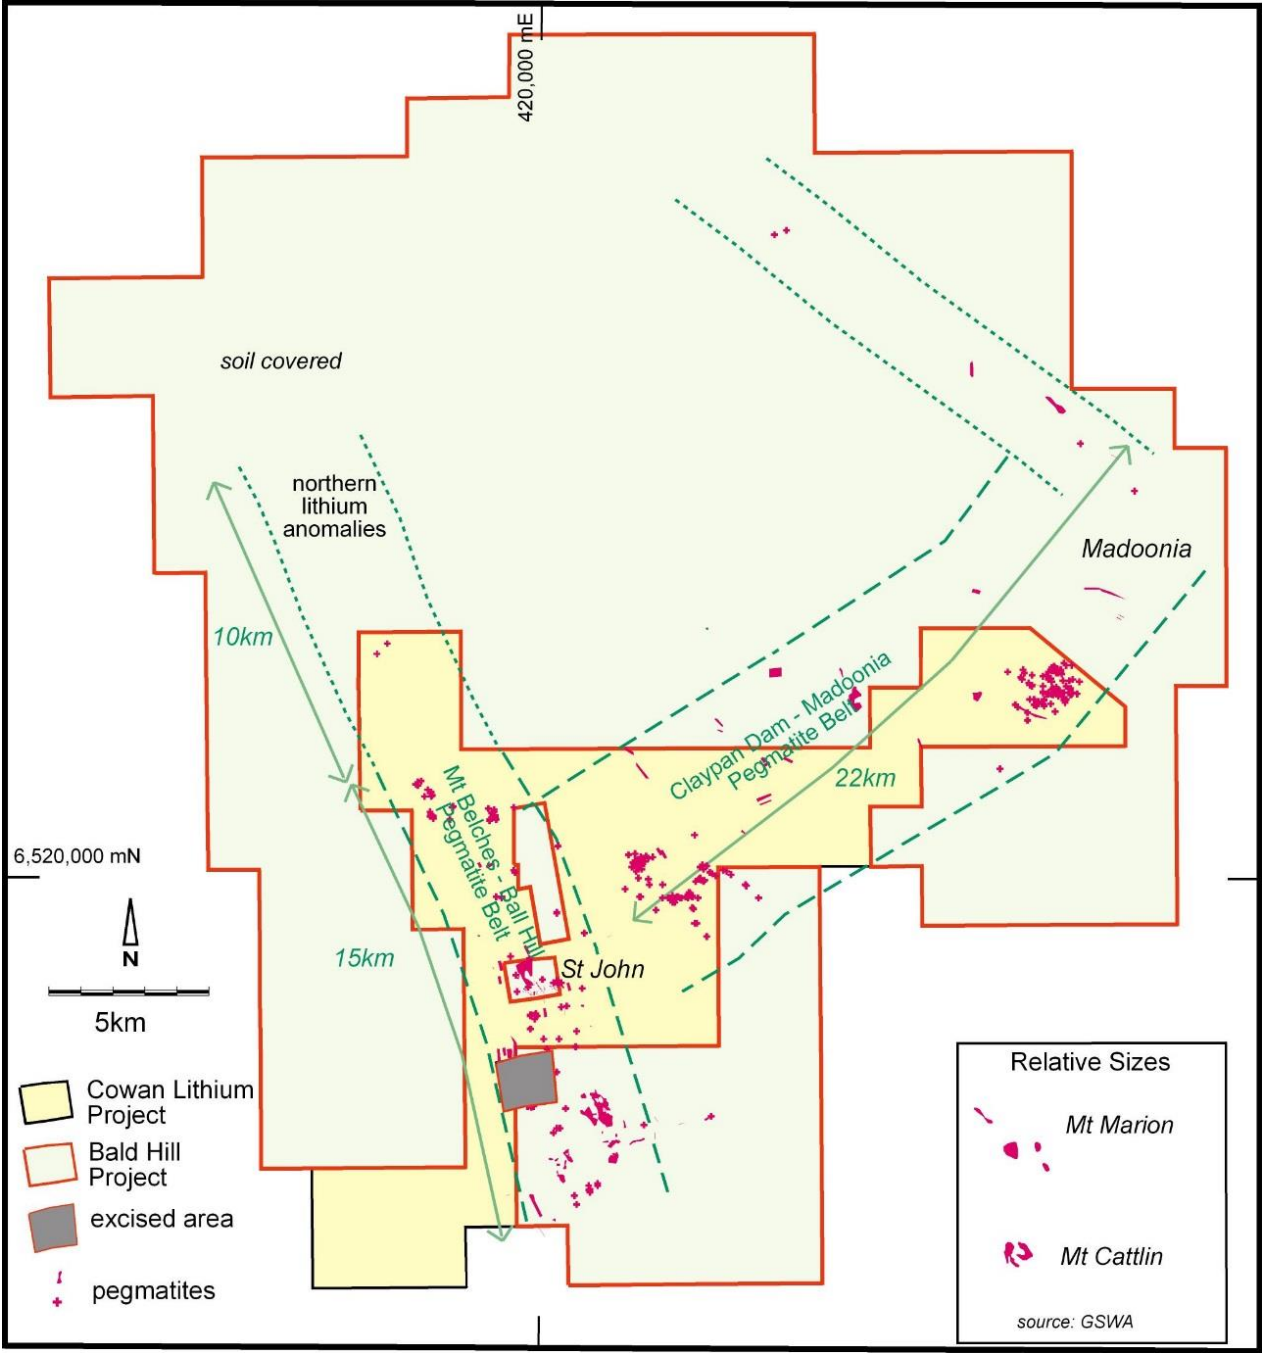 420,000 mE
soil covered
northern
lithium
anomalies
Madoonia
10km
Claypan Dam - Madoonia
Pegmatite Belt
22km
Mt Belches - Ball Hill
Pegmatite Belt
6,520,000 mN
N
15km
St John
5km
Cowan Lithium
Project
Bald Hill
Project
excised area
pegmatites
Relative Sizes
Mt Marion
Mt Cattlin
source: GSWA